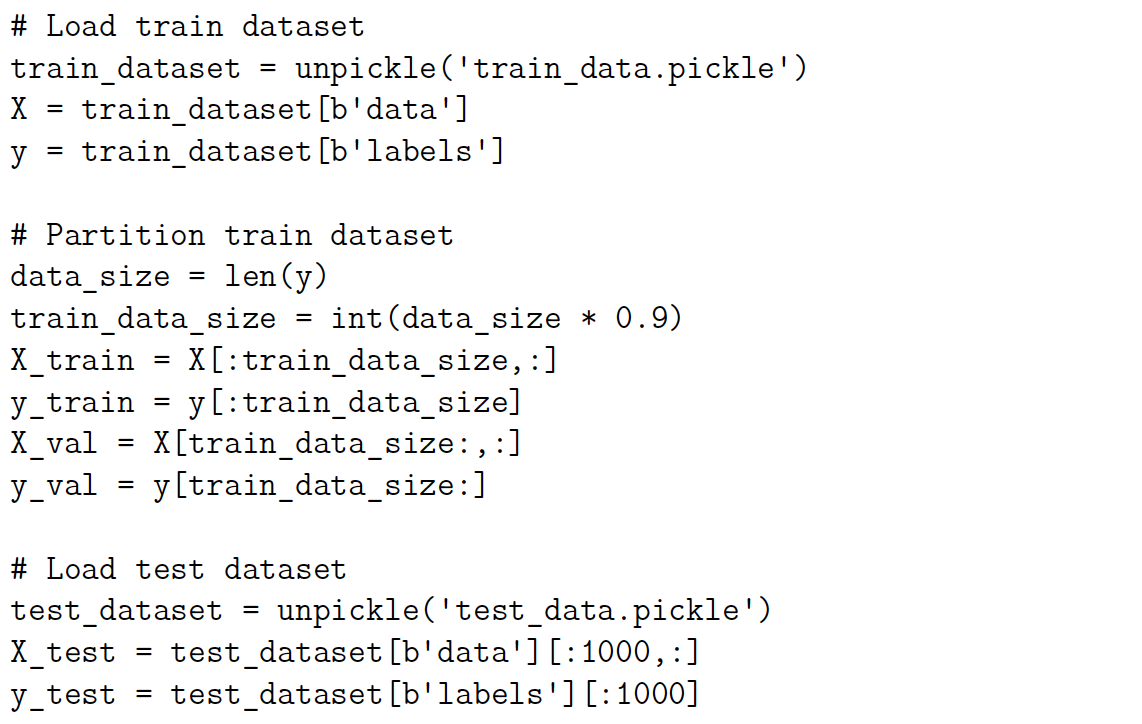 # Load train dataset
train_dataset = unpickle('train_data.pickle')
X = train_dataset[b'data']
y = train_dataset[b'labels']

# Partition train dataset
data_size = len(y)
train_data_size = int(data_size * 0.9)
X_train = X[:train_data_size,:]
y_train = y[:train_data_size]
X_val = X[train_data_size:,:]
y_val = y[train_data_size:]

# Load test dataset
test_dataset = unpickle('test_data.pickle')
X_test = test_dataset[b'data'][:1000,:]
y_test = test_dataset[b'labels'][:1000]